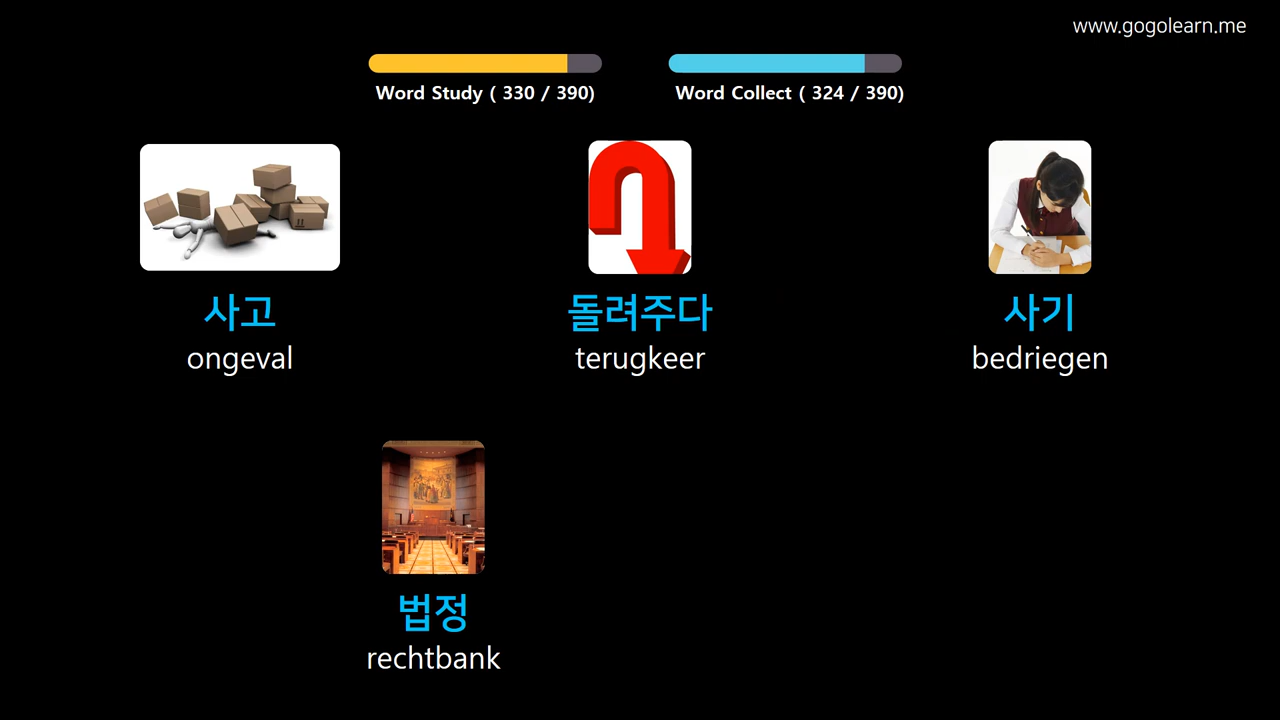 www.gogolearn.me
Word Study ( 330 / 390)
Word Collect ( 324 / 390)
사고
ongeval
돌려주다
terugkeer
사기
bedriegen
법정
rechtbank